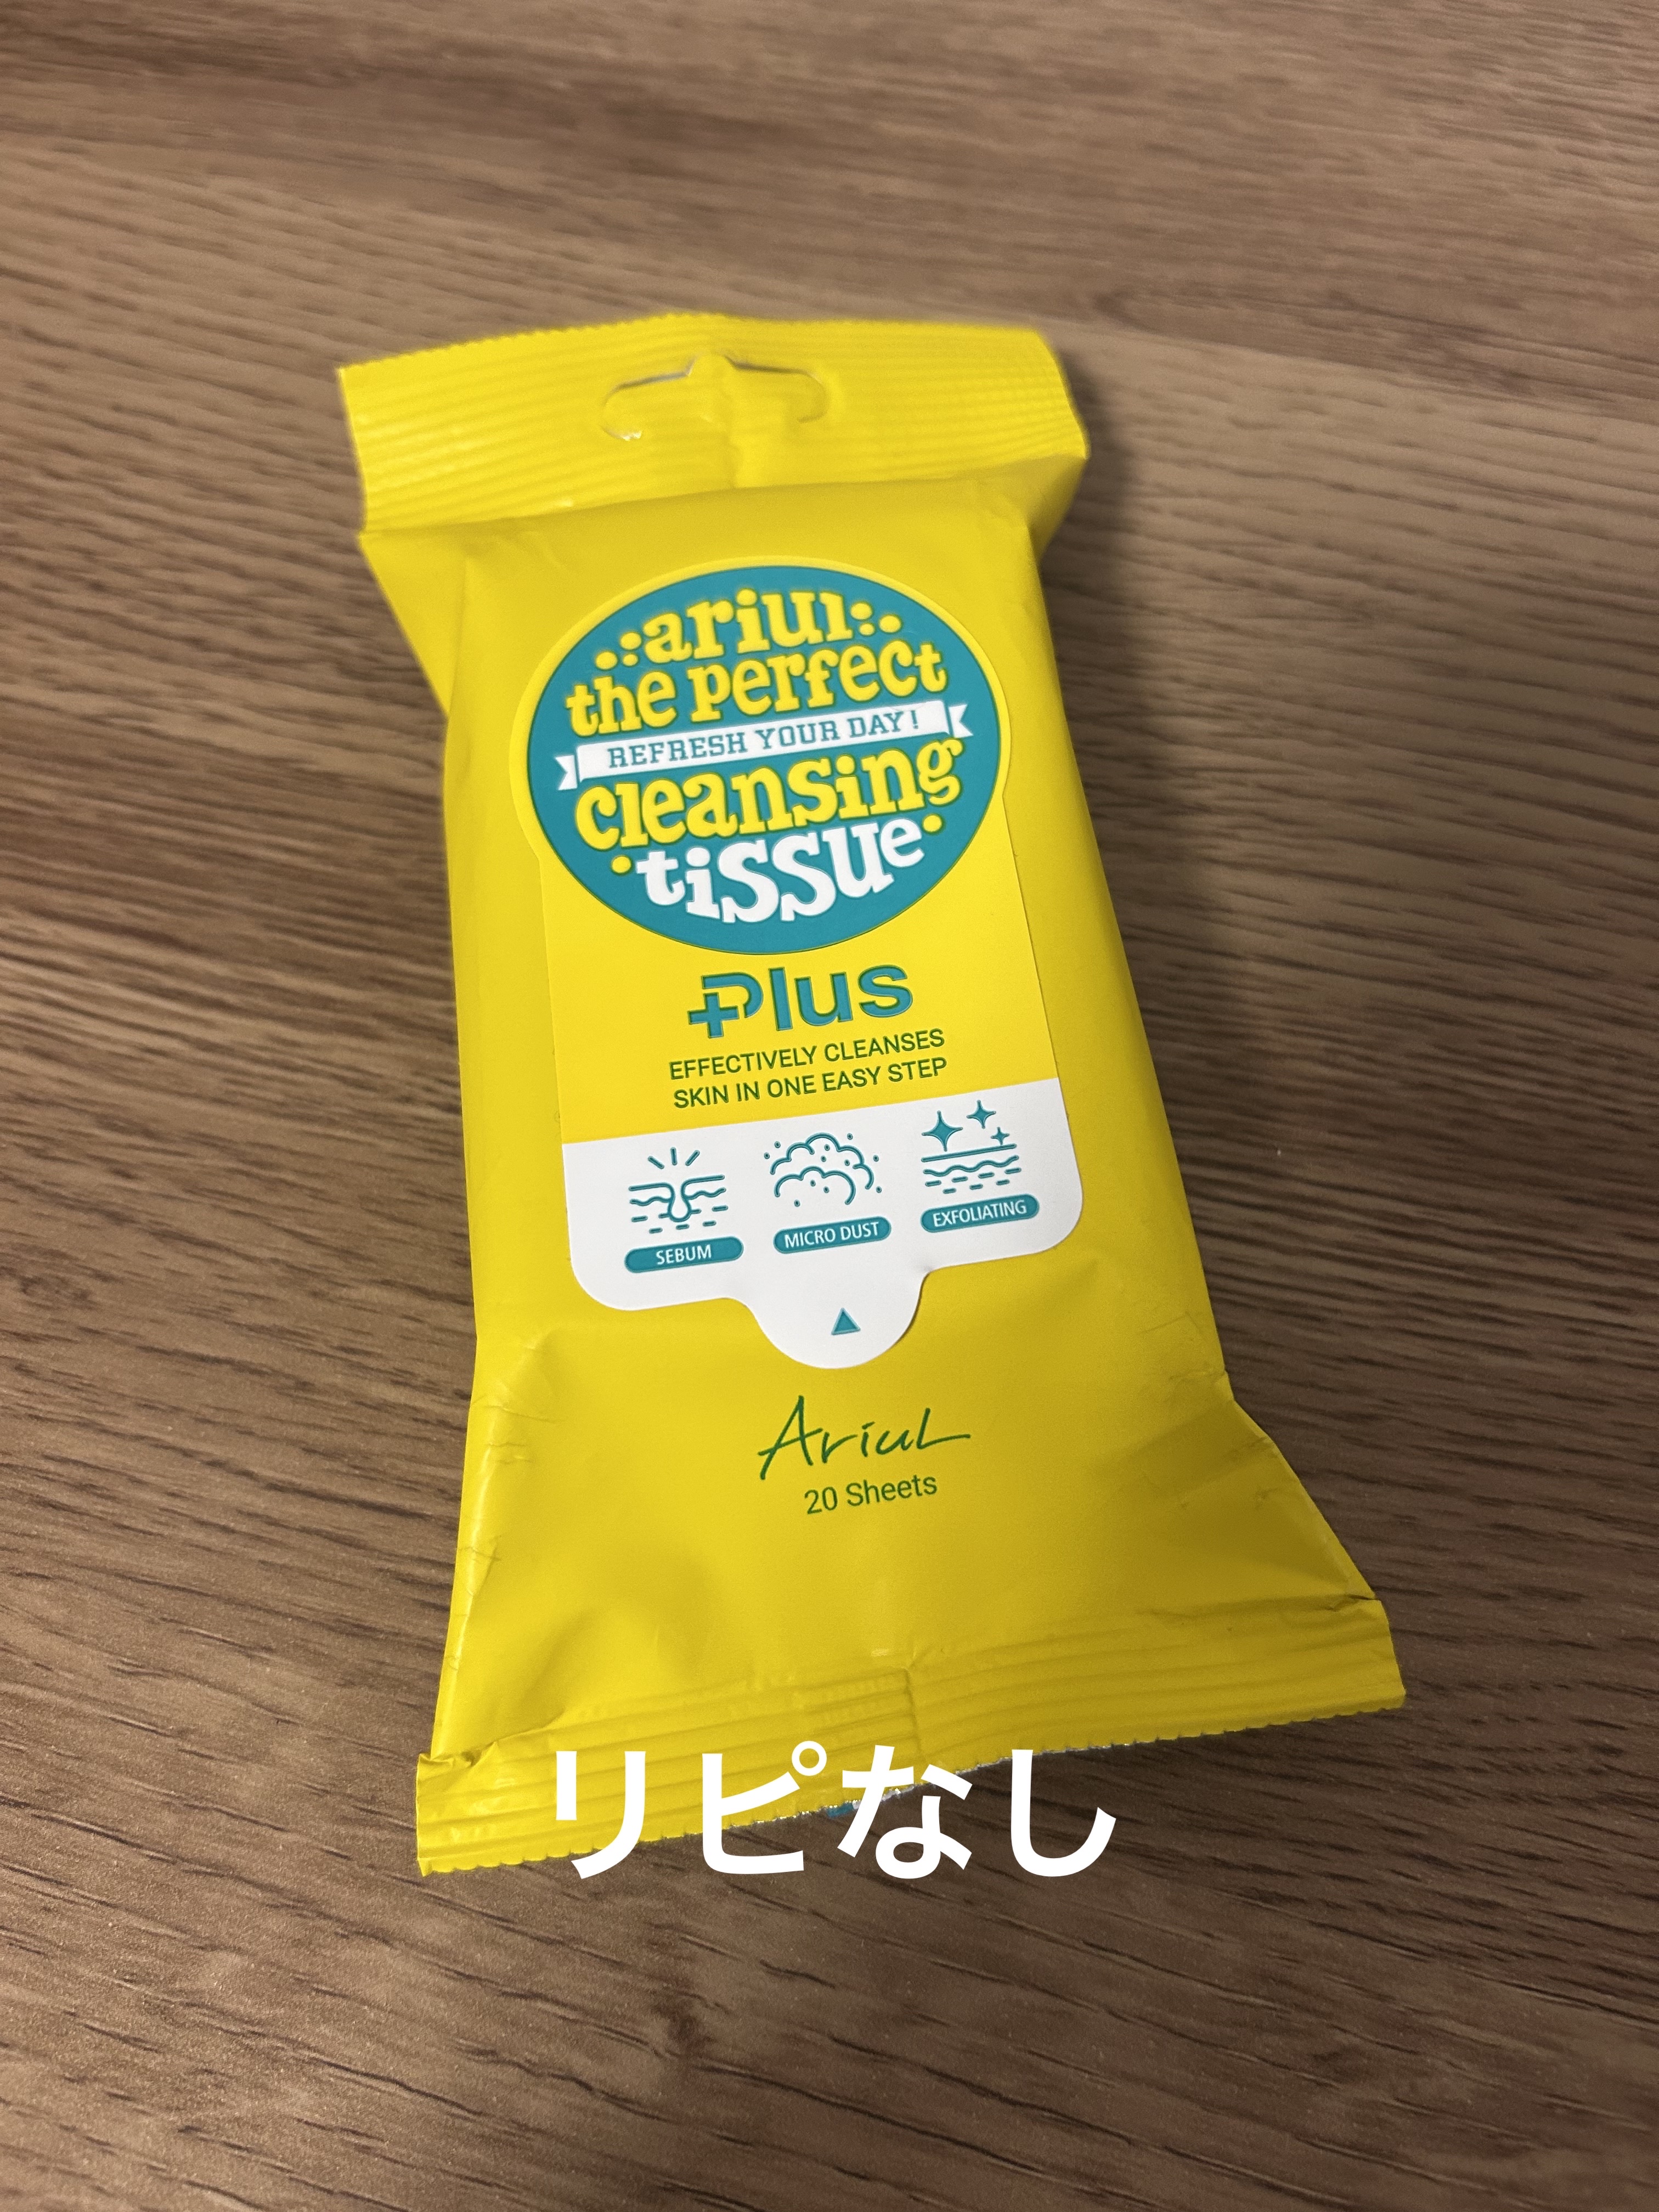 ariul
the perfect
REFRESH YOUR DAY!
cleansing
tissue
Plus
EFFECTIVELY CLEANSES
SKIN IN ONE EASY STEP
SEBUM MICRO DUST EXFOLIATING
Ariul
20 Sheets
リピなし